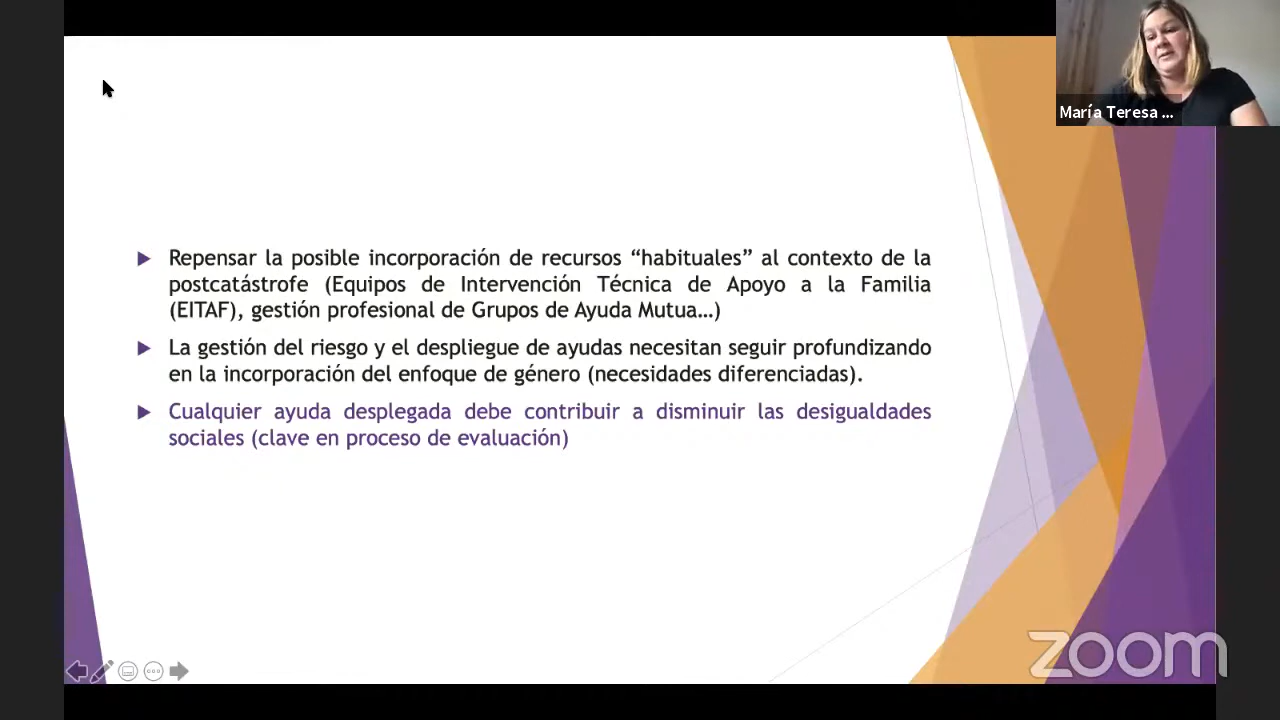 María Teresa ...
Repensar la posible incorporación de recursos “habituales” al contexto de la
postcatástrofe (Equipos de Intervención Técnica de Apoyo a la Familia
(EITAF), gestión profesional de Grupos de Ayuda Mutua…)
La gestión del riesgo y el despliegue de ayudas necesitan seguir profundizando
en la incorporación del enfoque de género (necesidades diferenciadas).
Cualquier ayuda desplegada debe contribuir a disminuir las desigualdades
sociales (clave en proceso de evaluación)
zoom